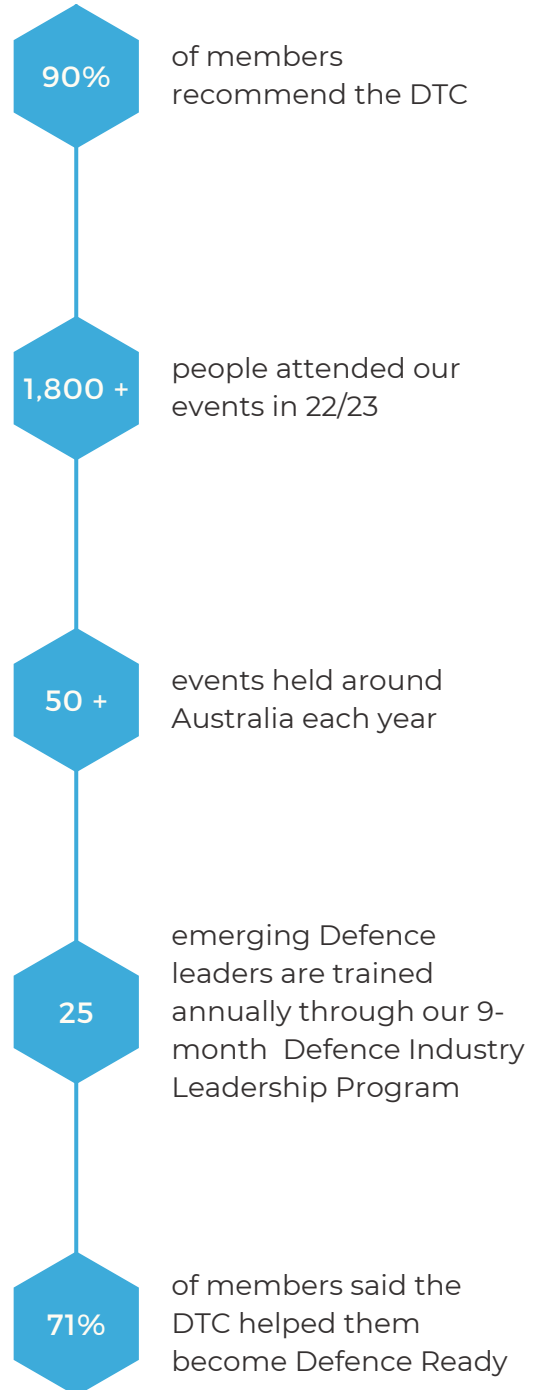 90%
of members
recommend the DTC
1,800 +
people attended our
events in 22/23
50 +
events held around
Australia each year
25
emerging Defence
leaders are trained
annually through our 9-
month  Defence Industry
Leadership Program
71%
of members said the
DTC helped them
become Defence Ready